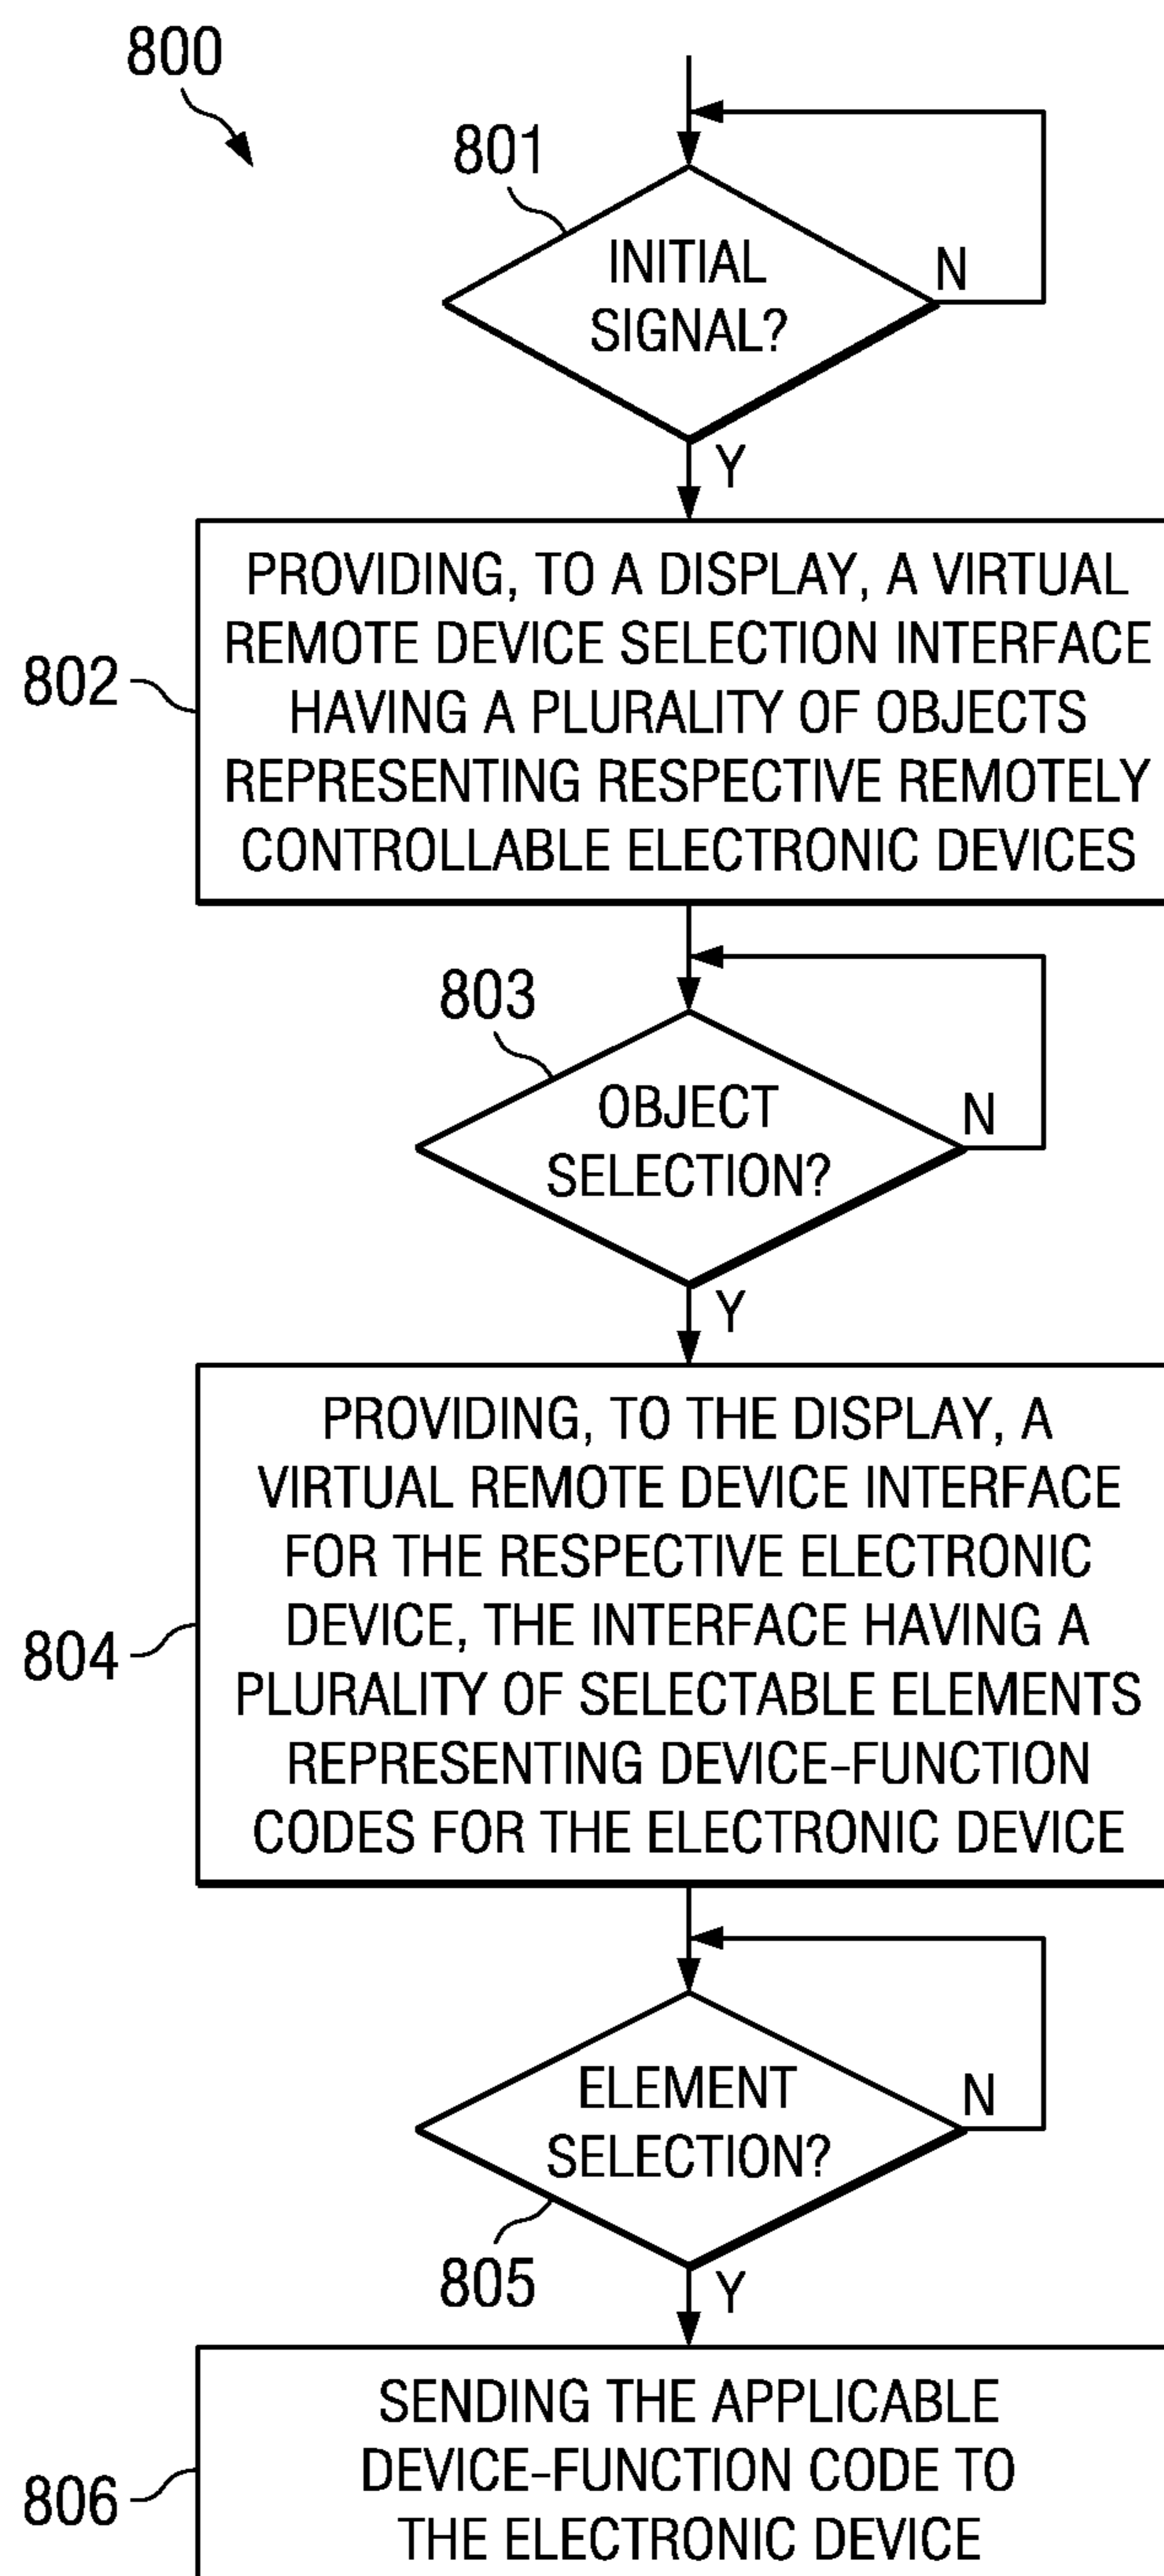 800
801
INITIAL
SIGNAL?
N
Y
802
PROVIDING, TO A DISPLAY, A VIRTUAL
REMOTE DEVICE SELECTION INTERFACE
HAVING A PLURALITY OF OBJECTS
REPRESENTING RESPECTIVE REMOTELY
CONTROLLABLE ELECTRONIC DEVICES
803
OBJECT
SELECTION?
N
Y
804
PROVIDING, TO THE DISPLAY, A
VIRTUAL REMOTE DEVICE INTERFACE
FOR THE RESPECTIVE ELECTRONIC
DEVICE, THE INTERFACE HAVING A
PLURALITY OF SELECTABLE ELEMENTS
REPRESENTING DEVICE-FUNCTION
CODES FOR THE ELECTRONIC DEVICE
ELEMENT
SELECTION?
N
805
Y
806
SENDING THE APPLICABLE
DEVICE-FUNCTION CODE TO
THE ELECTRONIC DEVICE